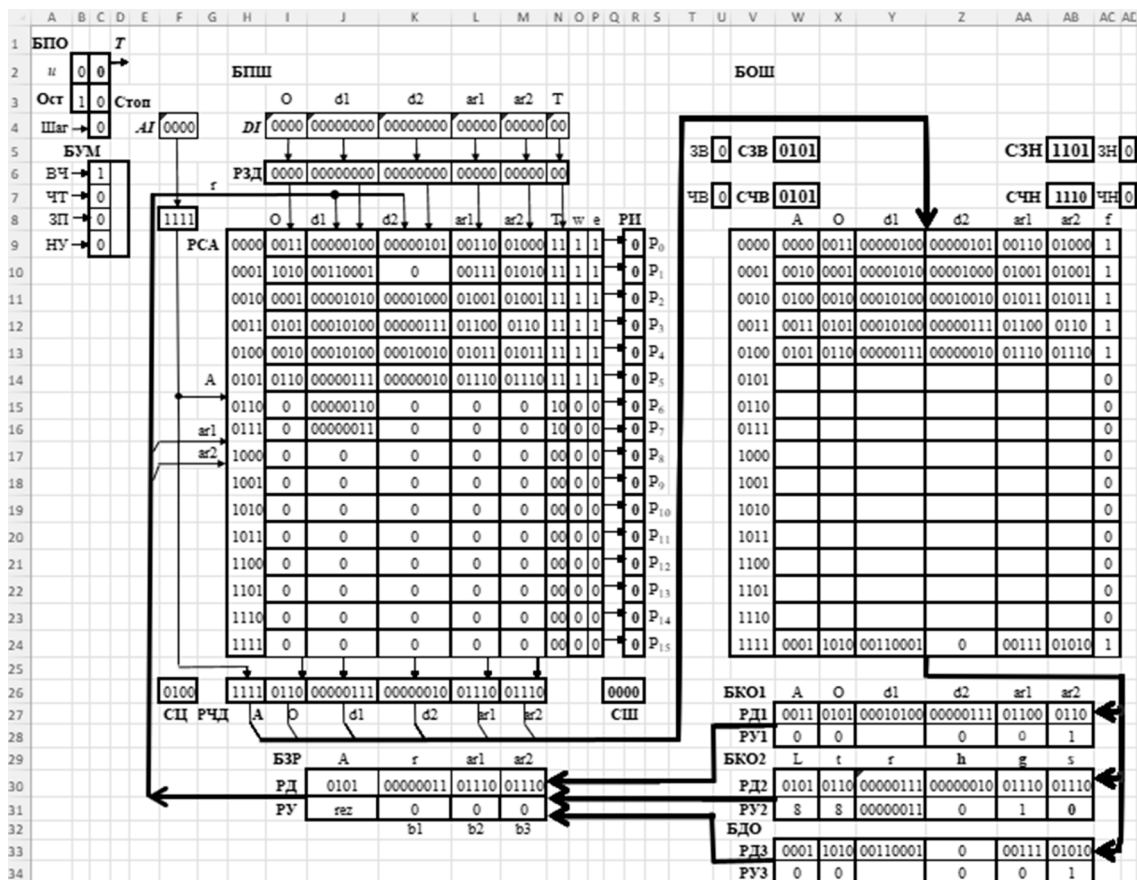 A B C D E F G H I J K L M N O P Q R S T U V W X Y Z AA AB AC AD
1 БПО T
2 и 0 0 БПШ БОШ
3 Ост 1 0 Стоп O d1 d2 ar1 ar2 T
4 Шаг 0 AI 0000 DI 0000 00000000 00000000 00000 00000 00
5 БУМ ЗВ 0 СЗВ 0101 СЗН 1101 ЗН 0
6 ВЧ 1 РЗД 0000 00000000 00000000 00000 00000 00
7 ЧТ 0 r ЧВ 0 СЧВ 0101 СЧН 1110 ЧН 0
8 ЗП 0 1111 O d1 d2 ar1 ar2 T w e РИ A O d1 d2 ar1 ar2 f
9 НУ 0 РСА 0000 0011 00000100 00000101 00110 01000 11 1 1 0 P0 0000 0000 0011 00000100 00000101 00110 01000 1
10 0001 1010 00110001 0 00111 01010 11 1 1 0 P1 0001 0010 0001 00001010 00001000 01001 01001 1
11 0010 0001 00001010 00001000 01001 01001 11 1 1 0 P2 0010 0100 0010 00010100 00010010 01011 01011 1
12 0011 0101 00010100 00000111 01100 0110 11 1 1 0 P3 0011 0011 0101 00010100 00000111 01100 0110 1
13 0100 0010 00010100 00010010 01011 01011 11 1 1 0 P4 0100 0101 0110 00000111 00000010 01110 01110 1
14 A 0101 0110 00000111 00000010 01110 01110 11 1 1 0 P5 0101 0
15 0110 0 00000110 0 0 0 10 0 0 0 P6 0110 0
16 ar1 0111 0 00000011 0 0 0 10 0 0 0 P7 0111 0
17 ar2 1000 0 0 0 0 0 00 0 0 0 P8 1000 0
18 1001 0 0 0 0 0 00 0 0 0 P9 1001 0
19 1010 0 0 0 0 0 00 0 0 0 P10 1010 0
20 1011 0 0 0 0 0 00 0 0 0 P11 1011 0
21 1100 0 0 0 0 0 00 0 0 0 P12 1100 0
22 1101 0 0 0 0 0 00 0 0 0 P13 1101 0
23 1110 0 0 0 0 0 00 0 0 0 P14 1110 0
24 1111 0 0 0 0 0 00 0 0 0 P15 1111 0001 1010 00110001 0 00111 01010 1
25
26 0100 1111 0110 00000111 00000010 01110 01110 0000 БКО1 A O d1 d2 ar1 ar2
27 СЦ РЧД A O d1 d2 ar1 ar2 СШ РД1 0011 0101 00010100 00000111 01100 0110
28 РУ1 0 0 0 1
29 БЗР A r ar1 ar2 БКО2 L t r h g s
30 РД 0101 00000011 01110 01110 РД2 0101 0110 00000111 00000010 01110 01110
31 РУ rez 0 0 0 РУ2 8 8 00000011 0 1 0
32 b1 b2 b3 БДО
33 РД3 0001 1010 00110001 0 00111 01010
34 РУ3 0 0 0 1